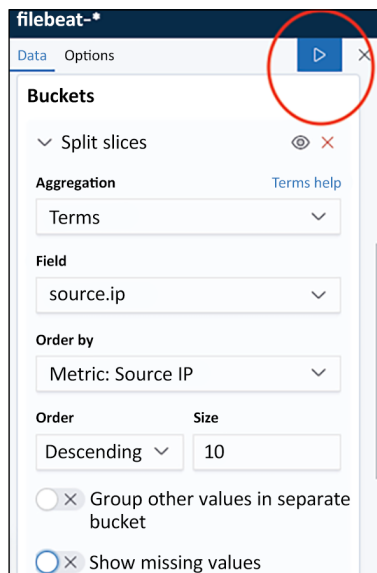 filebeat-*
Data Options
Buckets
Split slices
Aggregation Terms help
Terms
Field
source.ip
Order by
Metric: Source IP
Order Size
Descending 10
Group other values in separate
bucket
Show missing values